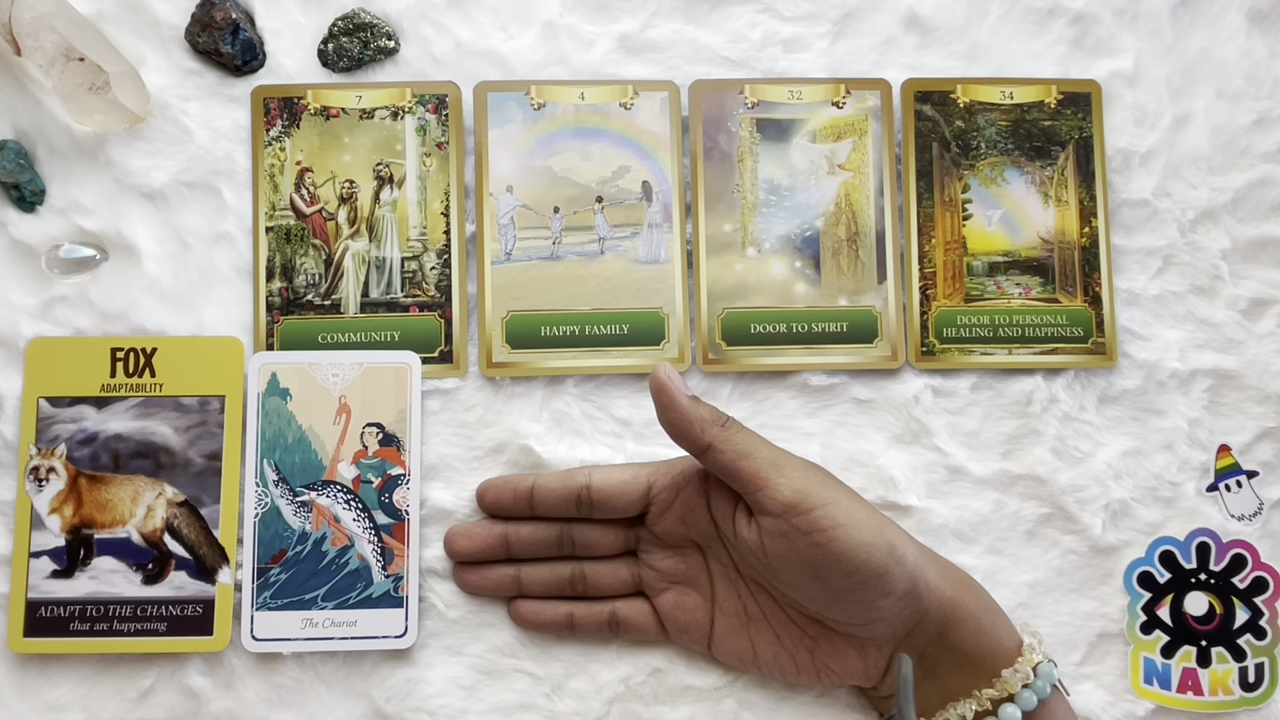 7
COMMUNITY
4
HAPPY FAMILY
32
DOOR TO SPIRIT
34
DOOR TO PERSONAL
HEALING AND HAPPINESS
FOX
ADAPTABILITY
ADAPT TO THE CHANGES
that are happening
VII
The Chariot
NAKU